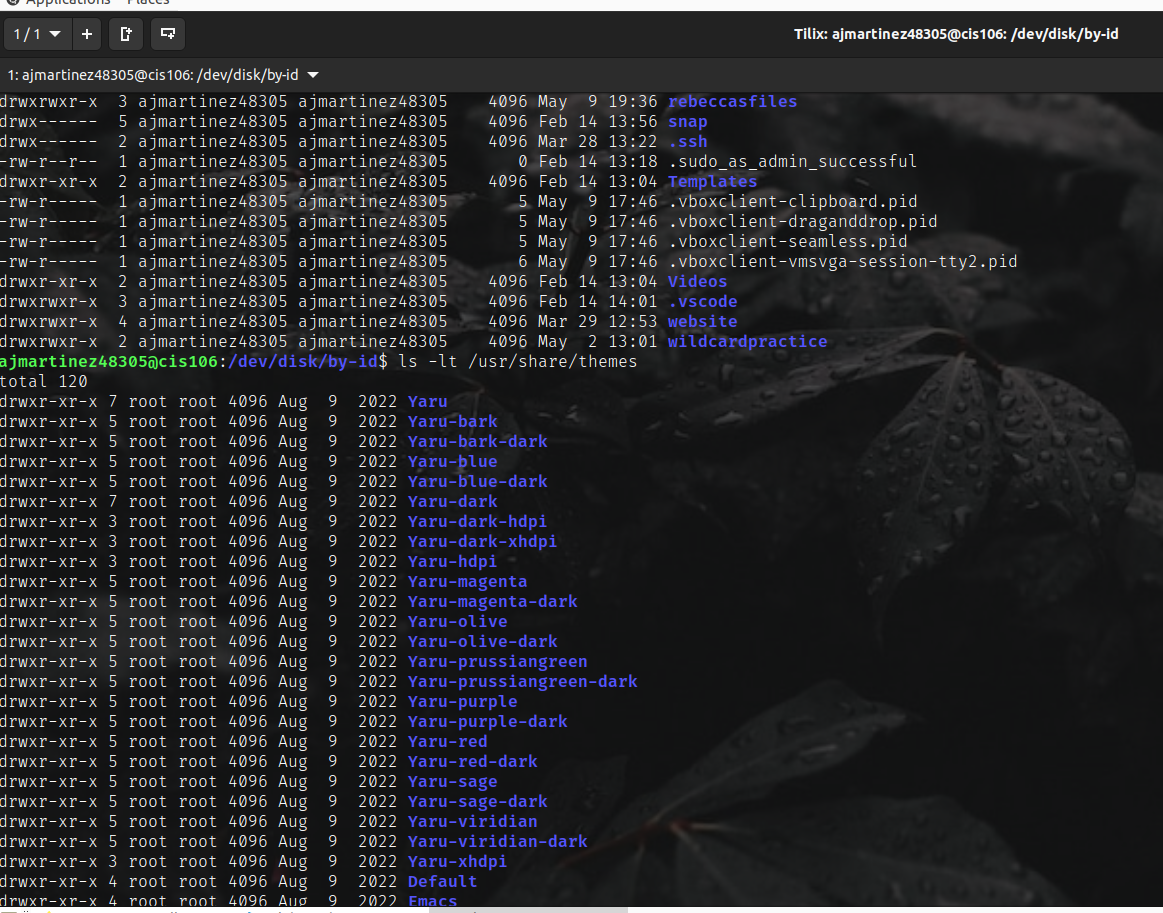 Applications Places
1 / 1
Tilix: ajmartinez48305@cis106: /dev/disk/by-id
1: ajmartinez48305@cis106: /dev/disk/by-id
drwxrwxr-x 3 ajmartinez48305 ajmartinez48305 4096 May 9 19:36 rebeccasfiles
drwx------ 5 ajmartinez48305 ajmartinez48305 4096 Feb 14 13:56 snap
drwx------ 2 ajmartinez48305 ajmartinez48305 4096 Mar 28 13:22 .ssh
-rw-r--r-- 1 ajmartinez48305 ajmartinez48305 0 Feb 14 13:18 .sudo_as_admin_successful
drwxr-xr-x 2 ajmartinez48305 ajmartinez48305 4096 Feb 14 13:04 Templates
-rw-r----- 1 ajmartinez48305 ajmartinez48305 5 May 9 17:46 .vboxclient-clipboard.pid
-rw-r----- 1 ajmartinez48305 ajmartinez48305 5 May 9 17:46 .vboxclient-draganddrop.pid
-rw-r----- 1 ajmartinez48305 ajmartinez48305 5 May 9 17:46 .vboxclient-seamless.pid
-rw-r----- 1 ajmartinez48305 ajmartinez48305 6 May 9 17:46 .vboxclient-vmsvga-session-tty2.pid
drwxr-xr-x 2 ajmartinez48305 ajmartinez48305 4096 Feb 14 13:04 Videos
drwxrwxr-x 3 ajmartinez48305 ajmartinez48305 4096 Feb 14 14:01 .vscode
drwxrwxr-x 4 ajmartinez48305 ajmartinez48305 4096 Mar 29 12:53 website
drwxrwxr-x 2 ajmartinez48305 ajmartinez48305 4096 May 2 13:01 wildcardpractice
ajmartinez48305@cis106:/dev/disk/by-id$ ls -lt /usr/share/themes
total 120
drwxr-xr-x 7 root root 4096 Aug 9 2022 Yaru
drwxr-xr-x 5 root root 4096 Aug 9 2022 Yaru-bark
drwxr-xr-x 5 root root 4096 Aug 9 2022 Yaru-bark-dark
drwxr-xr-x 5 root root 4096 Aug 9 2022 Yaru-blue
drwxr-xr-x 5 root root 4096 Aug 9 2022 Yaru-blue-dark
drwxr-xr-x 7 root root 4096 Aug 9 2022 Yaru-dark
drwxr-xr-x 3 root root 4096 Aug 9 2022 Yaru-dark-hdpi
drwxr-xr-x 3 root root 4096 Aug 9 2022 Yaru-dark-xhdpi
drwxr-xr-x 3 root root 4096 Aug 9 2022 Yaru-hdpi
drwxr-xr-x 5 root root 4096 Aug 9 2022 Yaru-magenta
drwxr-xr-x 5 root root 4096 Aug 9 2022 Yaru-magenta-dark
drwxr-xr-x 5 root root 4096 Aug 9 2022 Yaru-olive
drwxr-xr-x 5 root root 4096 Aug 9 2022 Yaru-olive-dark
drwxr-xr-x 5 root root 4096 Aug 9 2022 Yaru-prussiangreen
drwxr-xr-x 5 root root 4096 Aug 9 2022 Yaru-prussiangreen-dark
drwxr-xr-x 5 root root 4096 Aug 9 2022 Yaru-purple
drwxr-xr-x 5 root root 4096 Aug 9 2022 Yaru-purple-dark
drwxr-xr-x 5 root root 4096 Aug 9 2022 Yaru-red
drwxr-xr-x 5 root root 4096 Aug 9 2022 Yaru-red-dark
drwxr-xr-x 5 root root 4096 Aug 9 2022 Yaru-sage
drwxr-xr-x 5 root root 4096 Aug 9 2022 Yaru-sage-dark
drwxr-xr-x 5 root root 4096 Aug 9 2022 Yaru-viridian
drwxr-xr-x 5 root root 4096 Aug 9 2022 Yaru-viridian-dark
drwxr-xr-x 3 root root 4096 Aug 9 2022 Yaru-xhdpi
drwxr-xr-x 4 root root 4096 Aug 9 2022 Default
drwxr-xr-x 4 root root 4096 Aug 9 2022 Emacs